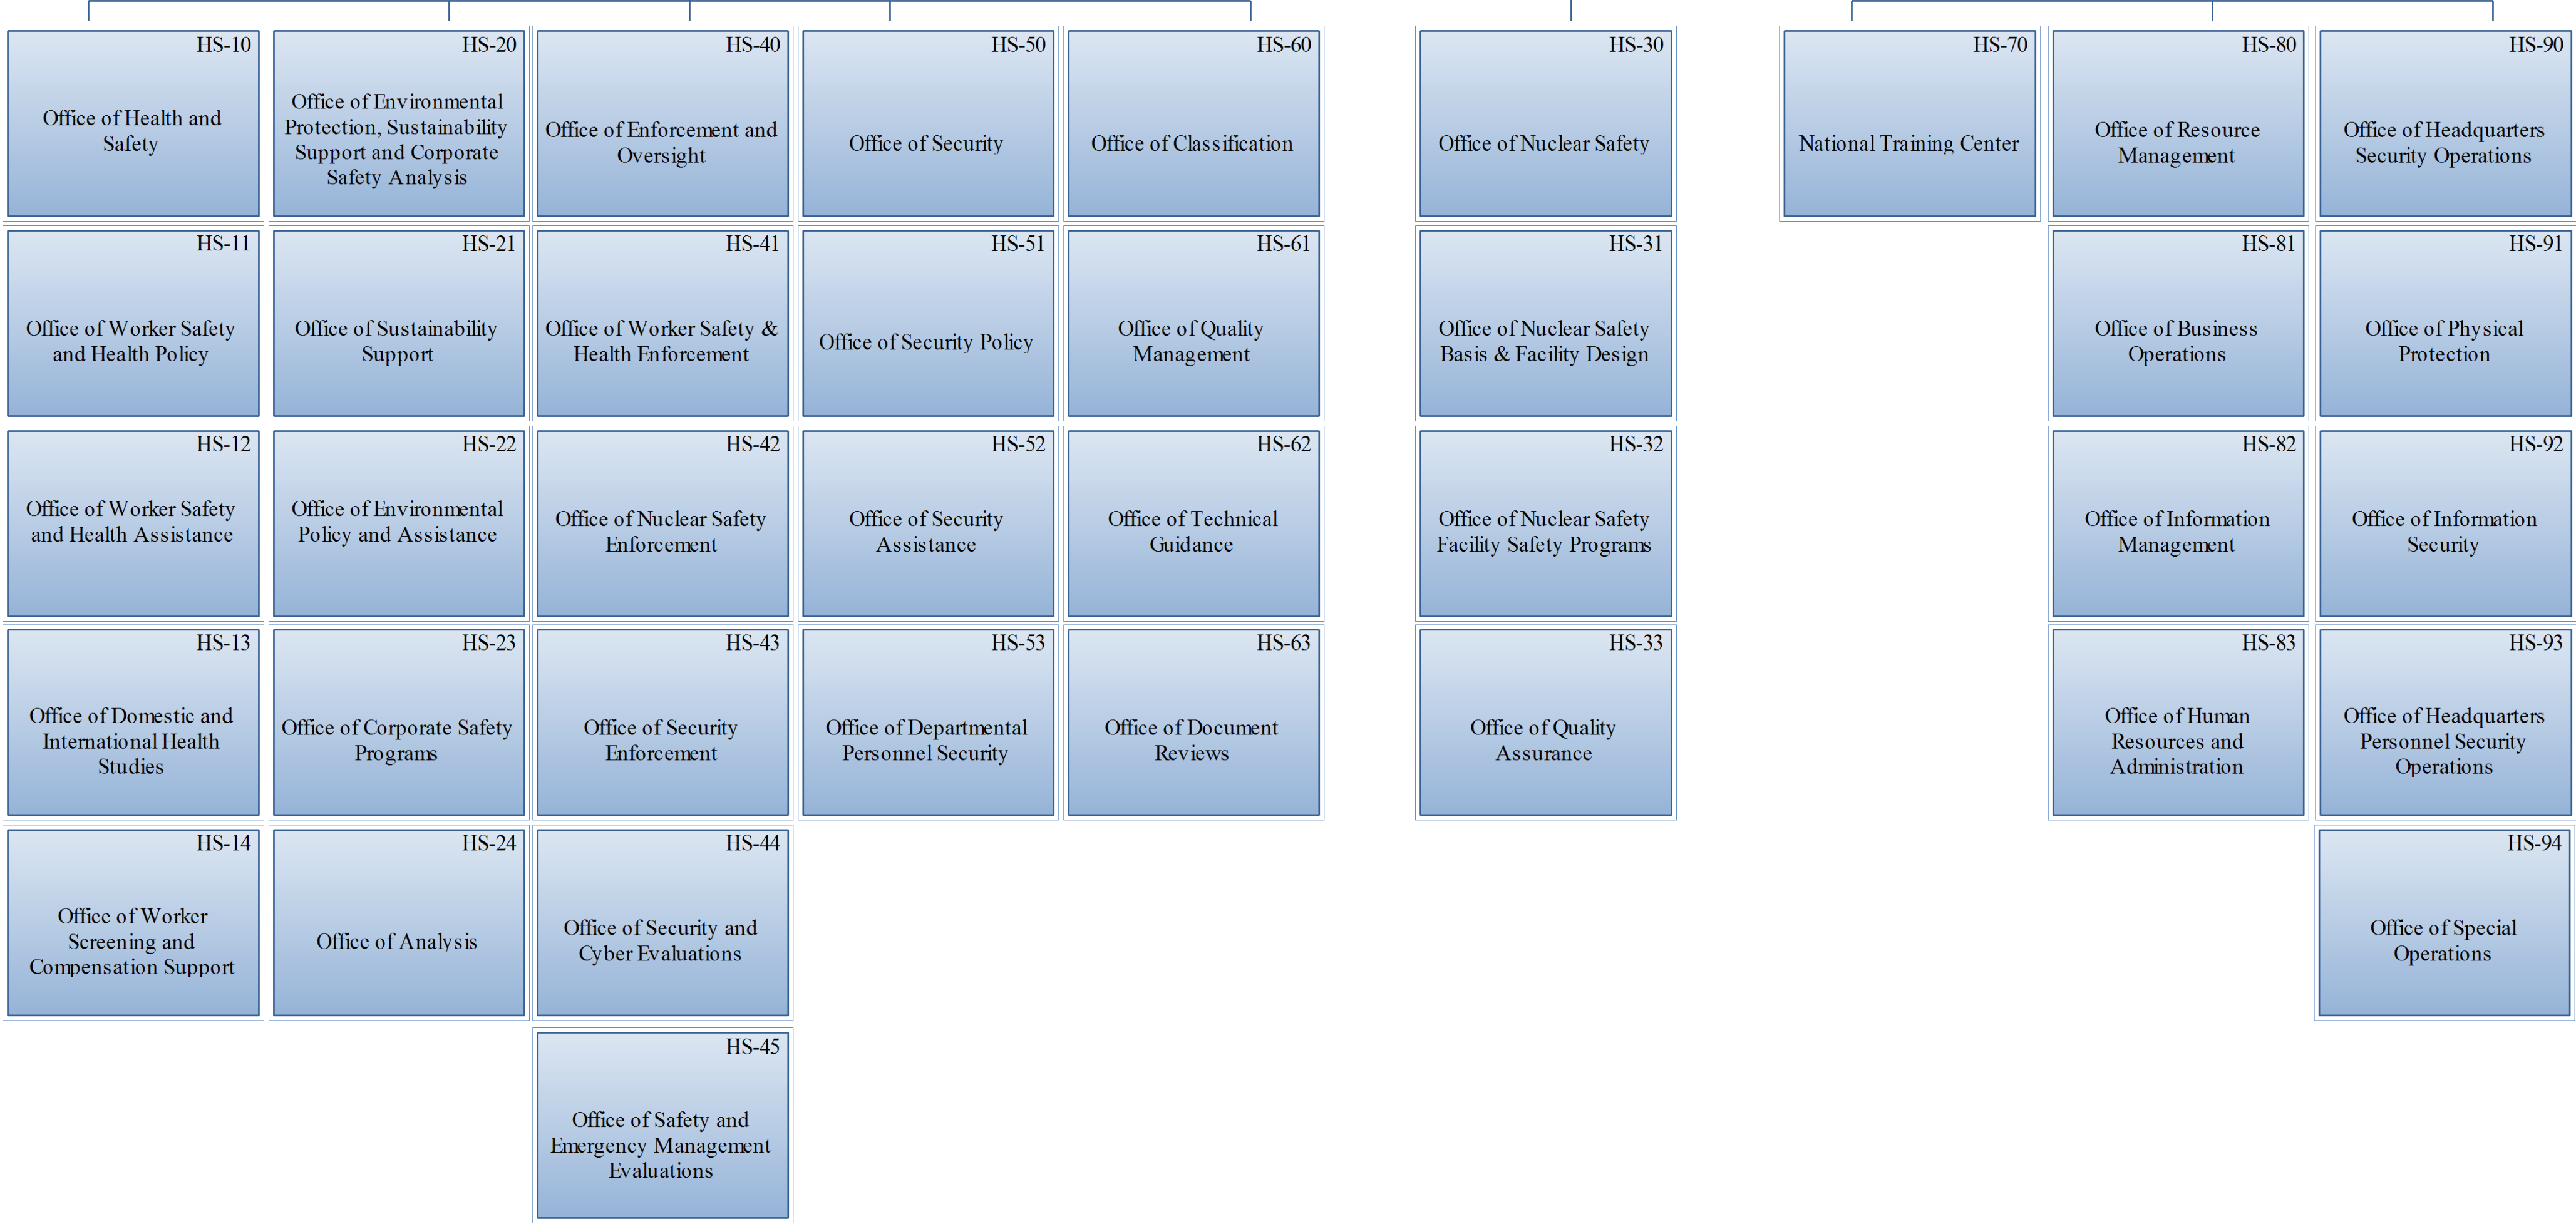 HS-10
Office of Health and
Safety
HS-20
Office of Environmental
Protection, Sustainability
Support and Corporate
Safety Analysis
HS-40
Office of Enforcement and
Oversight
HS-50
Office of Security
HS-60
Office of Classification
HS-30
Office of Nuclear Safety
HS-70
National Training Center
HS-80
Office of Resource
Management
HS-90
Office of Headquarters
Security Operations
HS-11
Office of Worker Safety
and Health Policy
HS-21
Office of Sustainability
Support
HS-41
Office of Worker Safety &
Health Enforcement
HS-51
Office of Security Policy
HS-61
Office of Quality
Management
HS-31
Office of Nuclear Safety
Basis & Facility Design
HS-81
Office of Business
Operations
HS-91
Office of Physical
Protection
HS-12
Office of Worker Safety
and Health Assistance
HS-22
Office of Environmental
Policy and Assistance
HS-42
Office of Nuclear Safety
Enforcement
HS-52
Office of Security
Assistance
HS-62
Office of Technical
Guidance
HS-32
Office of Nuclear Safety
Facility Safety Programs
HS-82
Office of Information
Management
HS-92
Office of Information
Security
HS-13
Office of Domestic and
International Health
Studies
HS-23
Office of Corporate Safety
Programs
HS-43
Office of Security
Enforcement
HS-53
Office of Departmental
Personnel Security
HS-63
Office of Document
Reviews
HS-33
Office of Quality
Assurance
HS-83
Office of Human
Resources and
Administration
HS-93
Office of Headquarters
Personnel Security
Operations
HS-14
Office of Worker
Screening and
Compensation Support
HS-24
Office of Analysis
HS-44
Office of Security and
Cyber Evaluations
HS-94
Office of Special
Operations
HS-45
Office of Safety and
Emergency Management
Evaluations